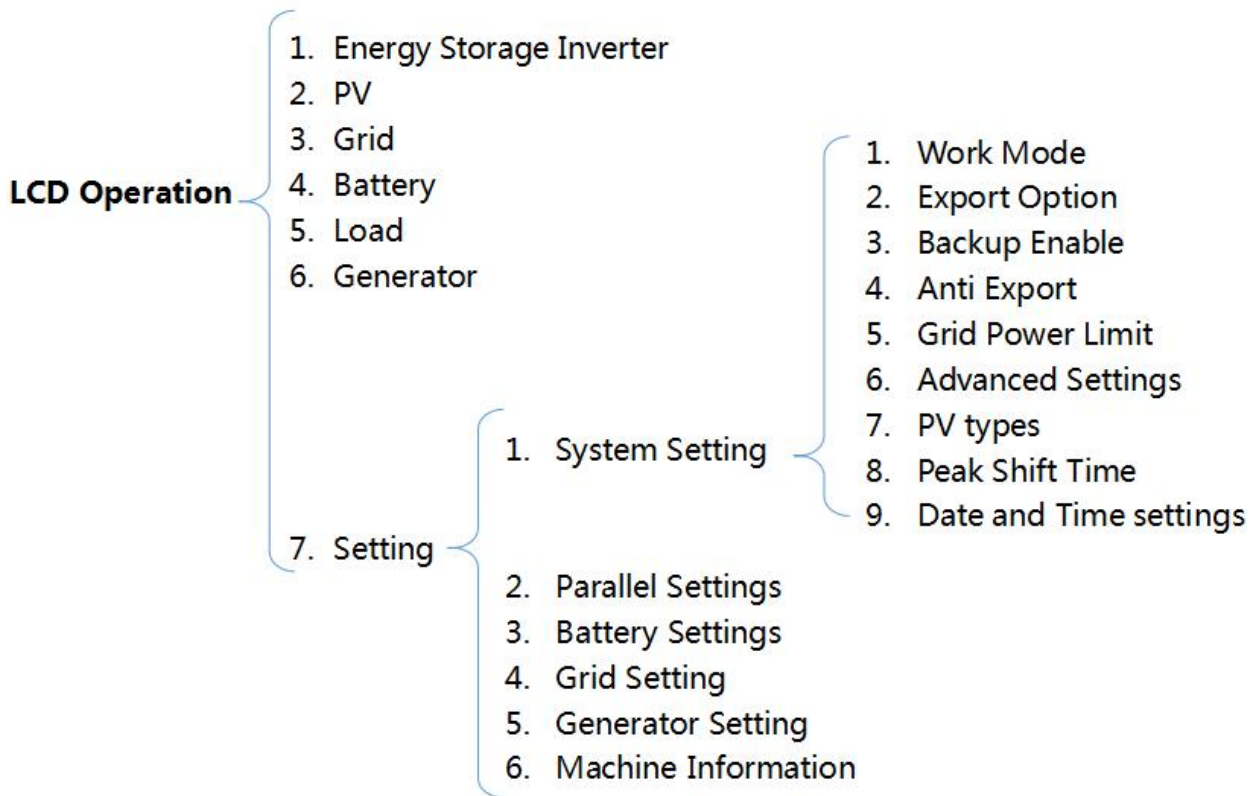 LCD Operation
1. Energy Storage Inverter
2. PV
3. Grid
4. Battery
5. Load
6. Generator
7. Setting
1. System Setting
1. Work Mode
2. Export Option
3. Backup Enable
4. Anti Export
5. Grid Power Limit
6. Advanced Settings
7. PV types
8. Peak Shift Time
9. Date and Time settings
2. Parallel Settings
3. Battery Settings
4. Grid Setting
5. Generator Setting
6. Machine Information